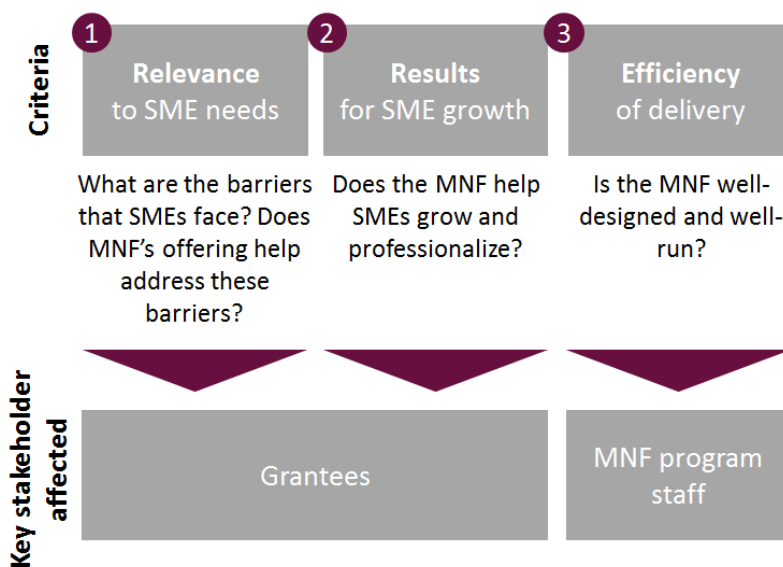 Criteria
1
Relevance
to SME needs
2
Results
for SME growth
3
Efficiency
of delivery
What are the barriers
that SMEs face? Does
MNF's offering help
address these
barriers?
Does the MNF help
SMEs grow and
professionalize?
Is the MNF well-
designed and well-
run?
Key stakeholder
affected
Grantees
MNF program
staff